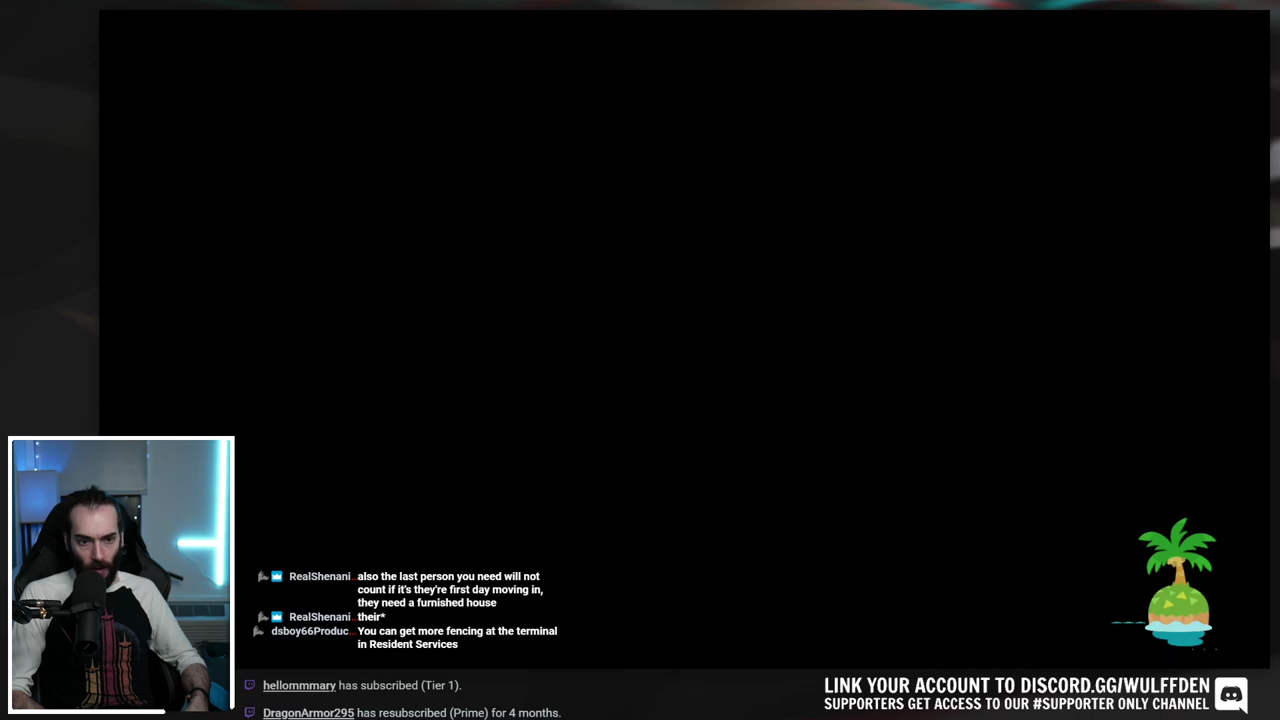 RealShenani... also the last person you need will not
count if it's they're first day moving in,
they need a furnished house
RealShenani... their*
dsboy66Produc... You can get more fencing at the terminal
in Resident Services
hellommmary has subscribed (Tier 1).
DragonArmor295 has resubscribed (Prime) for 4 months.
LINK YOUR ACCOUNT TO DISCORD.GG/WULFFDEN
SUPPORTERS GET ACCESS TO OUR #SUPPORTER ONLY CHANNEL